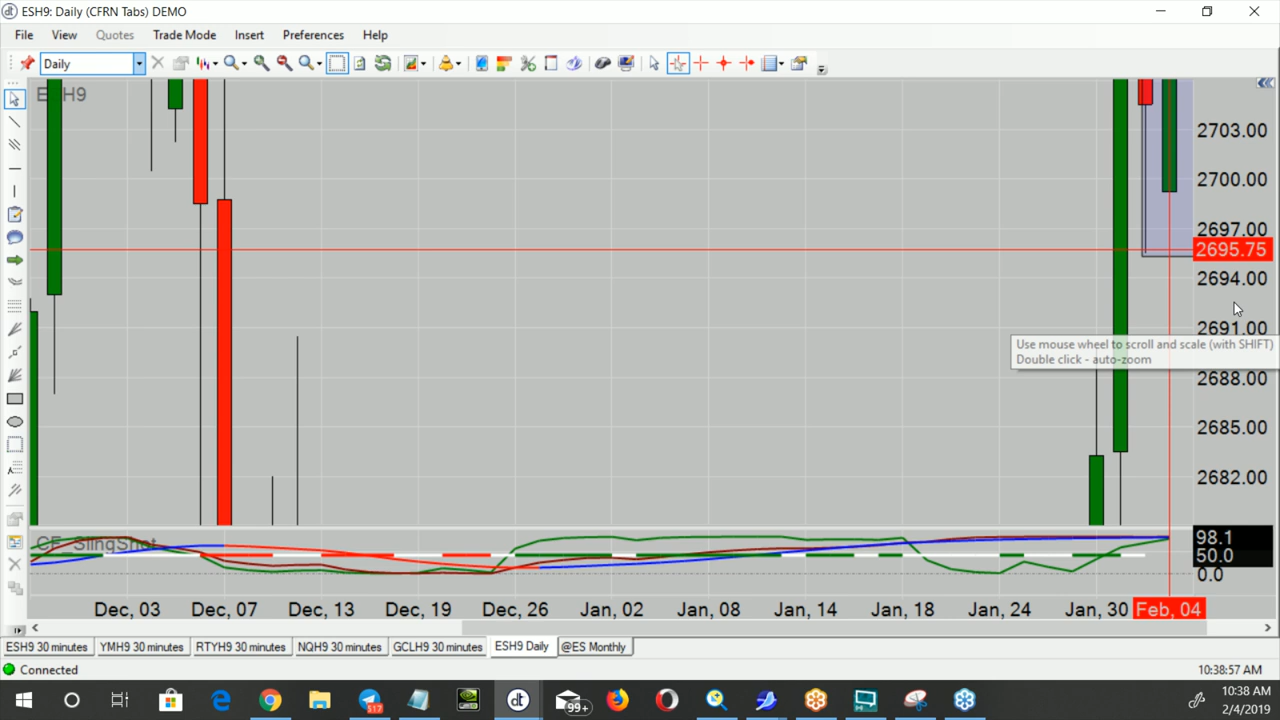 ESH9: Daily (CFRN Tabs) DEMO
File View Quotes Trade Mode Insert Preferences Help
Daily
ESH9
2703.00
2700.00
2697.00
2695.75
2694.00
2691.00
Use mouse wheel to scroll and scale (with SHIFT)
Double click - auto-zoom
2688.00
2685.00
2682.00
CF_SlingShot
98.1
50.0
0.0
Dec, 03 Dec, 07 Dec, 13 Dec, 19 Dec, 26 Jan, 02 Jan, 08 Jan, 14 Jan, 18 Jan, 24 Jan, 30 Feb, 04
ESH9 30 minutes YMH9 30 minutes RTYH9 30 minutes NQH9 30 minutes GCLH9 30 minutes ESH9 Daily @ES Monthly
Connected 10:38:57 AM
517 dt 99+ 10:38 AM
2/4/2019